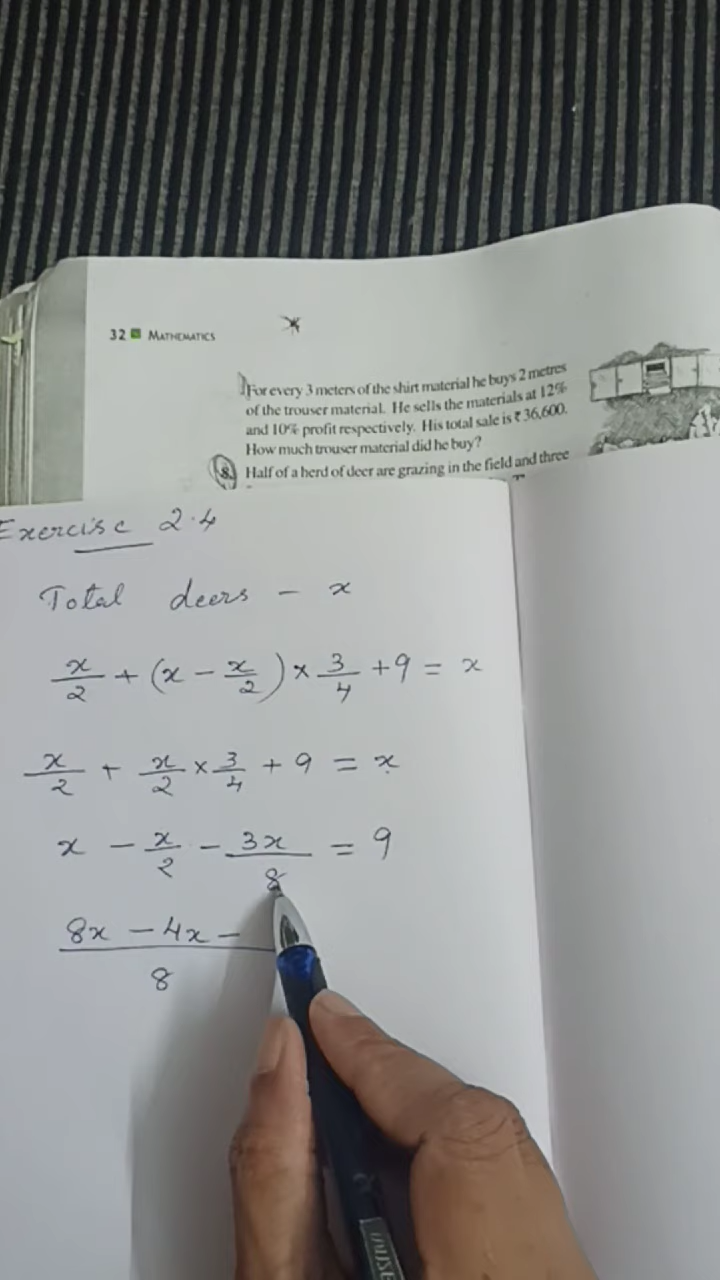 32 MATHEMATICS
For every 3 meters of the shirt material he buys 2 metres
of the trouser material. He sells the materials at 12%
and 10% profit respectively. His total sale is ₹ 36,600.
How much trouser material did he buy?
8. Half of a herd of deer are grazing in the field and three
Exercise 2.4
Total deers - x
x/2 + (x - x/2) × 3/4 + 9 = x
x/2 + x/2 × 3/4 + 9 = x
x - x/2 - 3x/8 = 9
8x - 4x - / 8